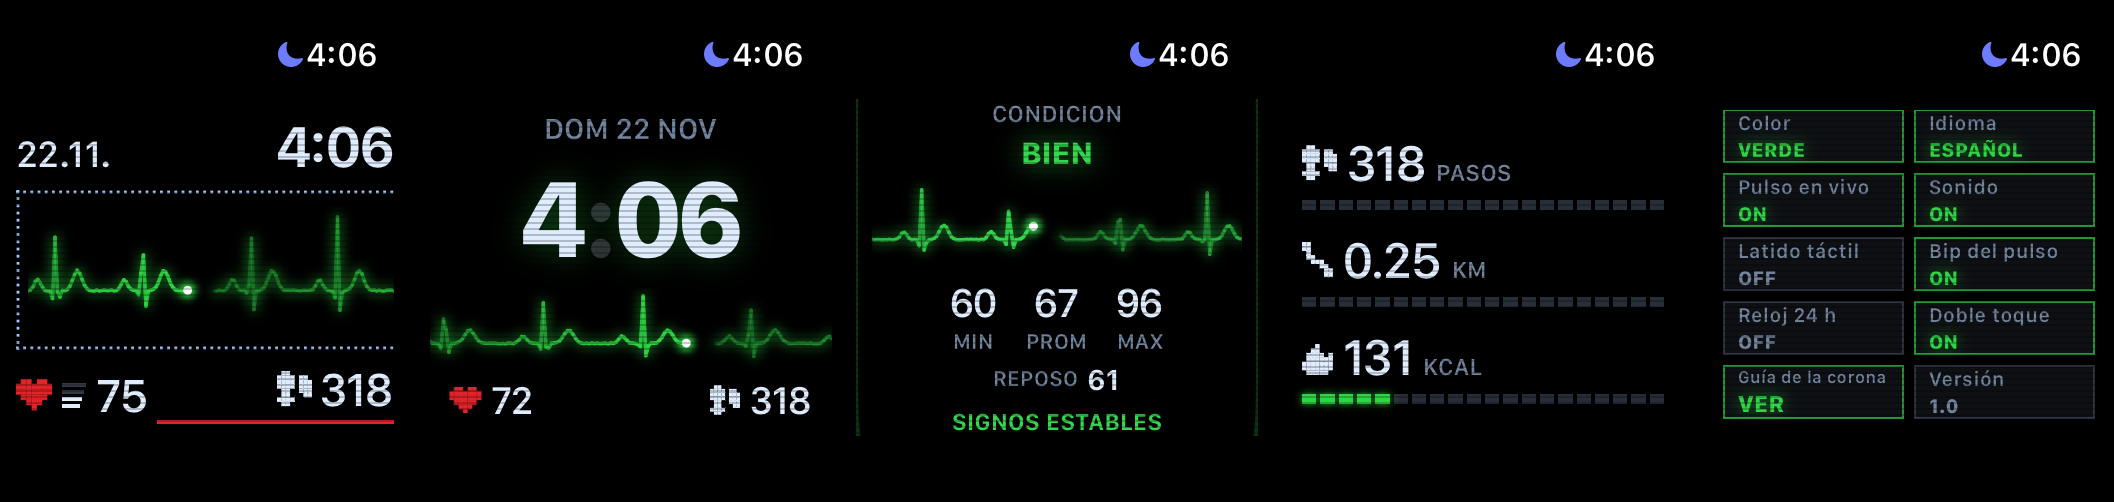 4:06
22.11.
4:06
75
318
4:06
DOM 22 NOV
4:06
72
318
4:06
CONDICION
BIEN
60 67 96
MIN PROM MAX
REPOSO 61
SIGNOS ESTABLES
4:06
318 PASOS
0.25 KM
131 KCAL
4:06
Color
VERDE
Idioma
ESPAÑOL
Pulso en vivo
ON
Sonido
ON
Latido táctil
OFF
Bip del pulso
ON
Reloj 24 h
OFF
Doble toque
ON
Guía de la corona
VER
Versión
1.0